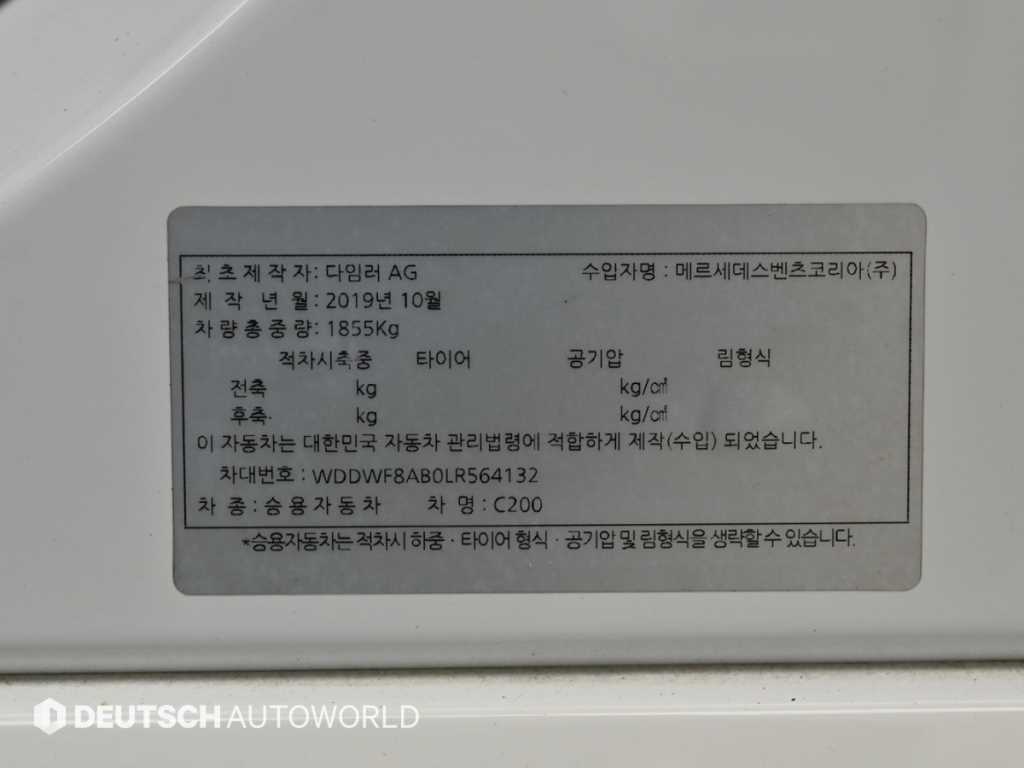 최초제작자: 다임러 AG 수입자명 : 메르세데스벤츠코리아(주)
제 작 년 월: 2019년 10월
차량총중량: 1855Kg
적차시축중 타이어 공기압 림형식
전축 kg kg/㎠
후축 kg kg/㎠
이 자동차는 대한민국 자동차 관리법령에 적합하게 제작(수입) 되었습니다.
차대번호 : WDDWF8AB0LR564132
차 종 : 승용자동차 차 명 : C200
*승용자동차는 적차시 하중 · 타이어 형식 · 공기압 및 림형식을 생략할 수 있습니다.
DEUTSCH AUTOWORLD